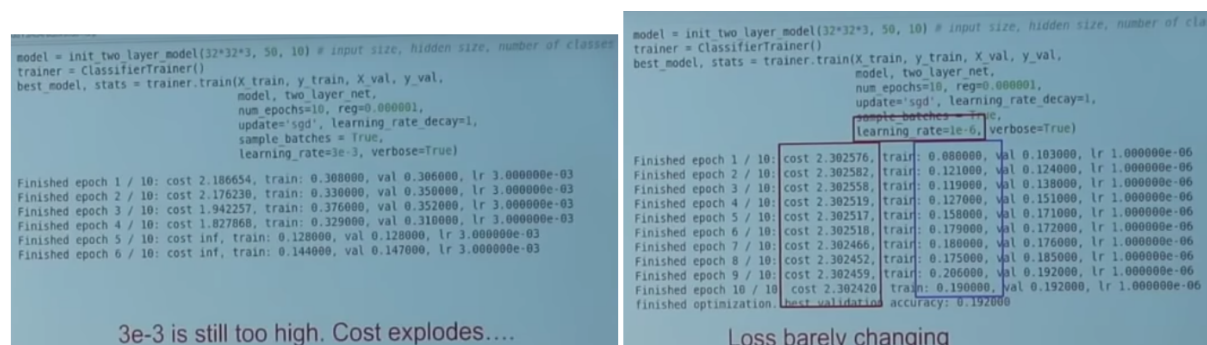 model = init_two_layer_model(32*32*3, 50, 10) # input size, hidden size, number of classes
trainer = ClassifierTrainer()
best_model, stats = trainer.train(X_train, y_train, X_val, y_val,
model, two_layer_net,
num_epochs=10, reg=0.000001,
update='sgd', learning_rate_decay=1,
sample_batches = True,
learning_rate=3e-3, verbose=True)
Finished epoch 1 / 10: cost 2.186654, train: 0.308000, val 0.306000, lr 3.000000e-03
Finished epoch 2 / 10: cost 2.176230, train: 0.330000, val 0.350000, lr 3.000000e-03
Finished epoch 3 / 10: cost 1.942257, train: 0.376000, val 0.352000, lr 3.000000e-03
Finished epoch 4 / 10: cost 1.827868, train: 0.329000, val 0.310000, lr 3.000000e-03
Finished epoch 5 / 10: cost inf, train: 0.128000, val 0.128000, lr 3.000000e-03
Finished epoch 6 / 10: cost inf, train: 0.144000, val 0.147000, lr 3.000000e-03
3e-3 is still too high. Cost explodes....
model = init_two_layer_model(32*32*3, 50, 10) # input size, hidden size, number of cla
trainer = ClassifierTrainer()
best_model, stats = trainer.train(X_train, y_train, X_val, y_val,
model, two_layer_net,
num_epochs=10, reg=0.000001,
update='sgd', learning_rate_decay=1,
sample_batches = True,
learning_rate=1e-6, verbose=True)
Finished epoch 1 / 10: cost 2.302576, train: 0.080000, val 0.103000, lr 1.000000e-06
Finished epoch 2 / 10: cost 2.302582, train: 0.121000, val 0.124000, lr 1.000000e-06
Finished epoch 3 / 10: cost 2.302558, train: 0.119000, val 0.138000, lr 1.000000e-06
Finished epoch 4 / 10: cost 2.302519, train: 0.127000, val 0.151000, lr 1.000000e-06
Finished epoch 5 / 10: cost 2.302517, train: 0.158000, val 0.171000, lr 1.000000e-06
Finished epoch 6 / 10: cost 2.302518, train: 0.179000, val 0.172000, lr 1.000000e-06
Finished epoch 7 / 10: cost 2.302466, train: 0.180000, val 0.176000, lr 1.000000e-06
Finished epoch 8 / 10: cost 2.302452, train: 0.175000, val 0.185000, lr 1.000000e-06
Finished epoch 9 / 10: cost 2.302459, train: 0.206000, val 0.192000, lr 1.000000e-06
Finished epoch 10 / 10 cost 2.302420 train: 0.190000, val 0.192000, lr 1.000000e-06
finished optimization. best validation accuracy: 0.192000
Loss barely changing